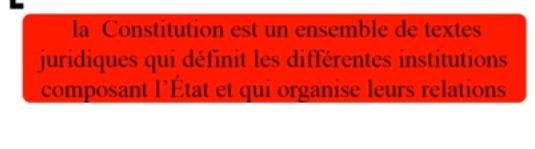 la Constitution est un ensemble de textes
juridiques qui définit les différentes institutions
composant l'État et qui organise leurs relations